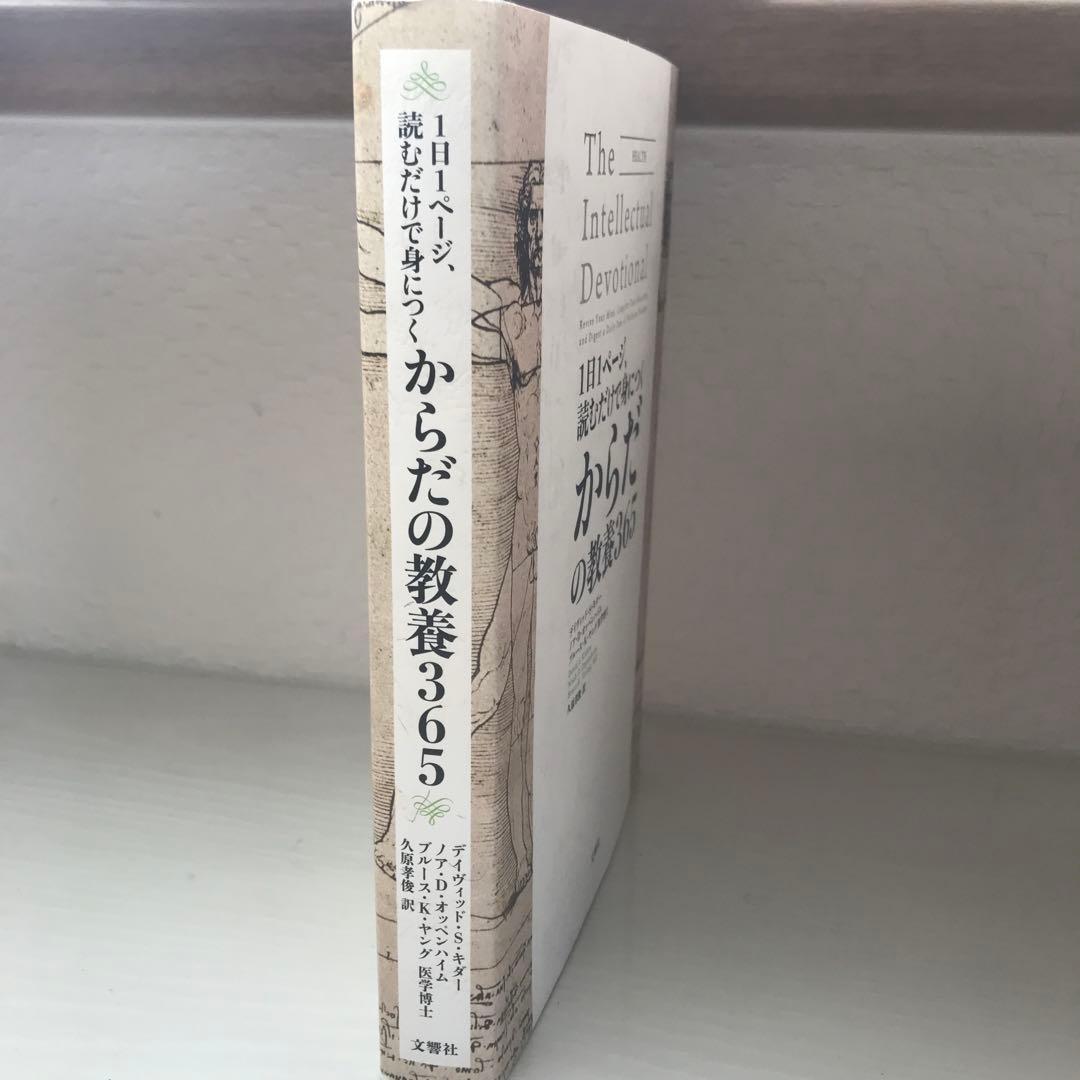 1日1ページ、
読むだけで身につく
からだの教養365
デイヴィッド・S・キダー
ノア・D・オッペンハイム
ブルース・K・ヤング 医学博士
久原孝俊 訳
文響社
The
HEALTH
Intellectual
Devotional
1日1ページ、
読むだけで身につく
からだ
の教養365